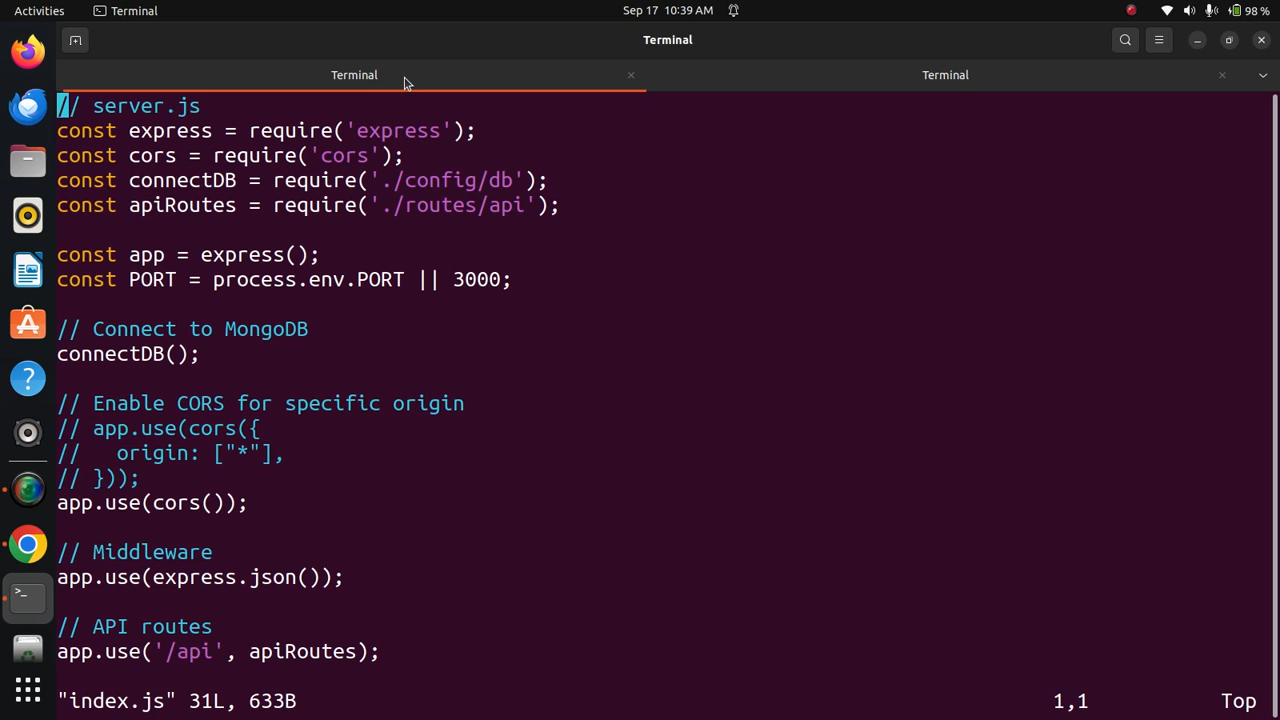 Activities
Terminal
Sep 17 10:39 AM
98 %
Terminal
Terminal
Terminal
// server.js
const express = require('express');
const cors = require('cors');
const connectDB = require('./config/db');
const apiRoutes = require('./routes/api');
const app = express();
const PORT = process.env.PORT || 3000;
// Connect to MongoDB
connectDB();
// Enable CORS for specific origin
// app.use(cors({
//   origin: ["*"],
// }));
app.use(cors());
// Middleware
app.use(express.json());
// API routes
app.use('/api', apiRoutes);
"index.js" 31L, 633B
1,1
Top